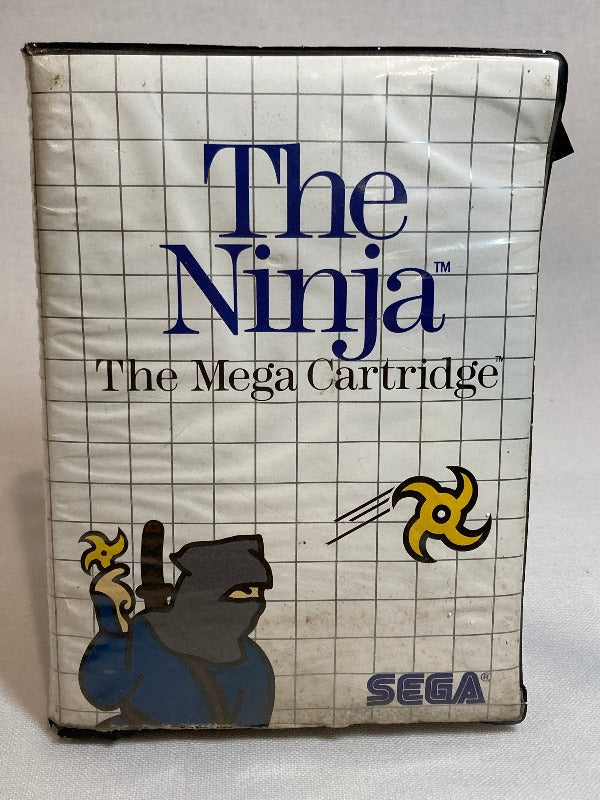 The
Ninja™
The Mega Cartridge™
SEGA®